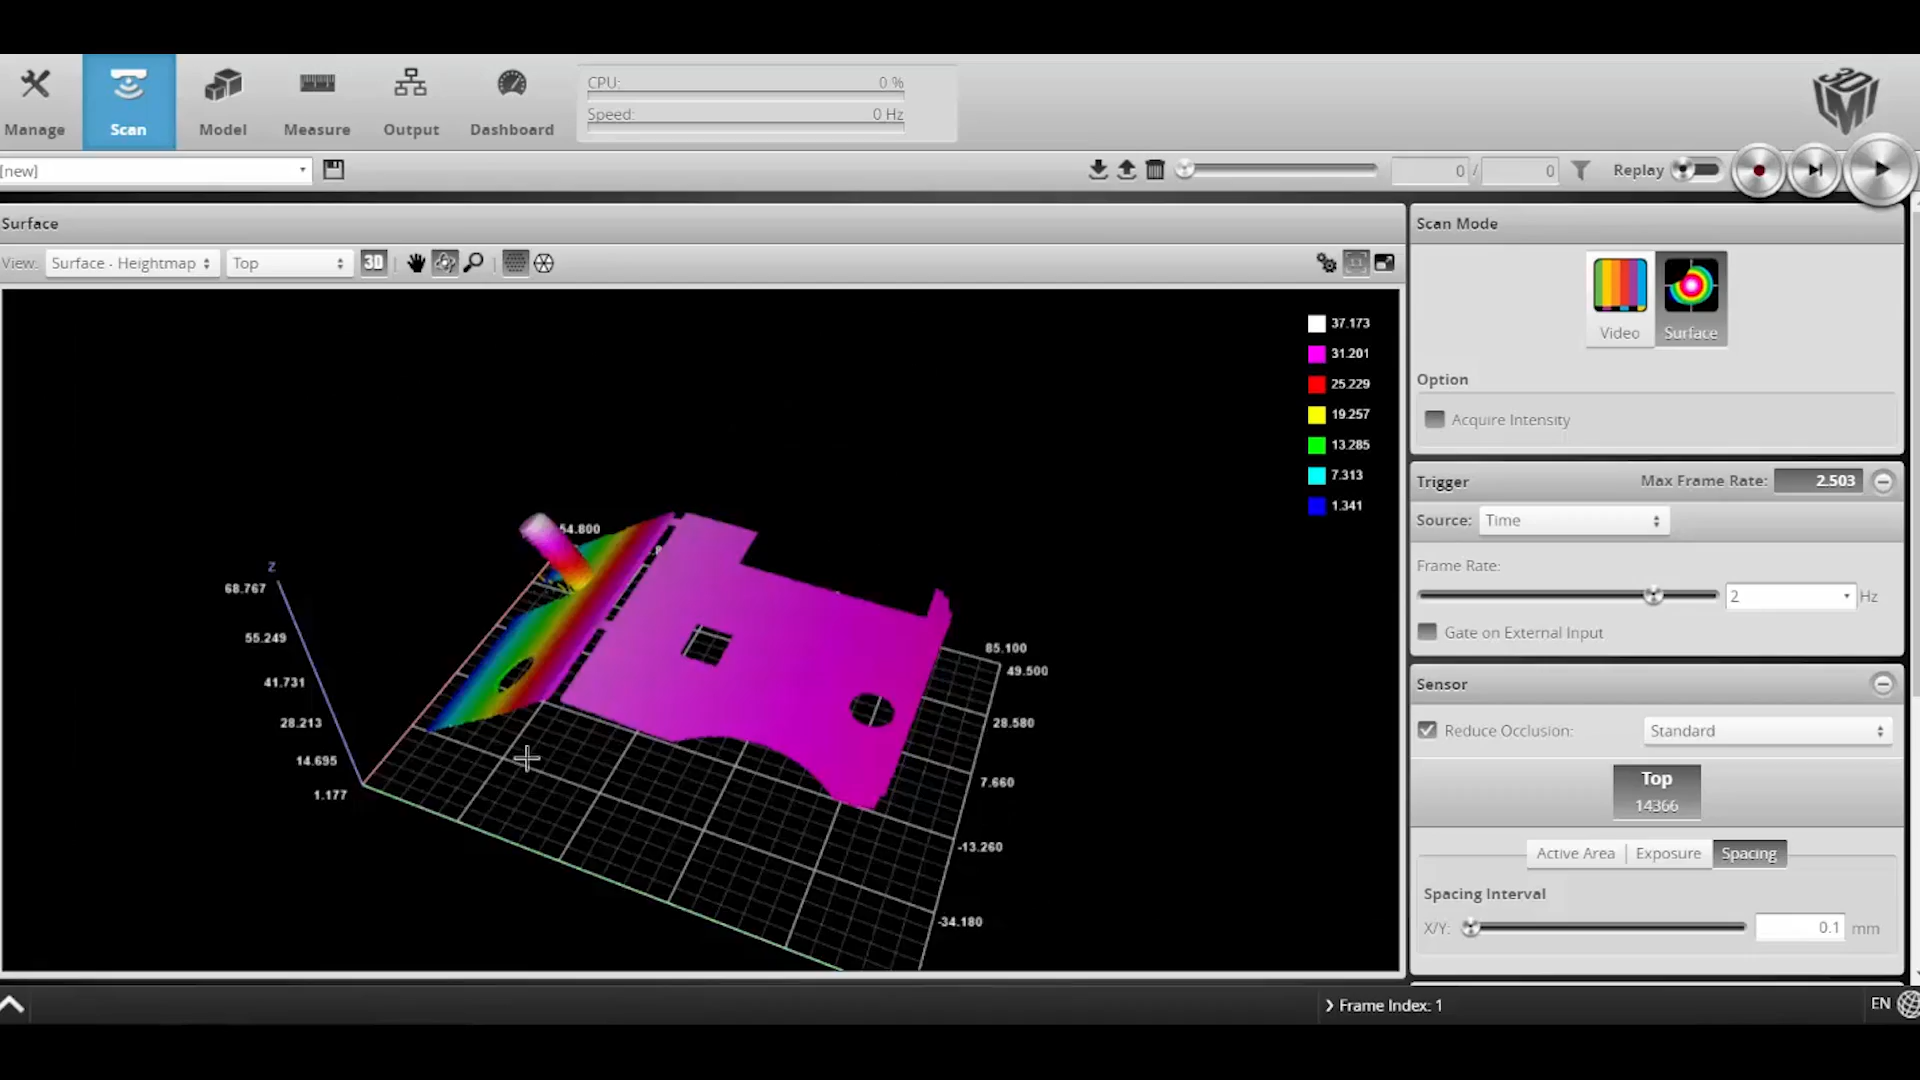 CPU: 0 %
Speed: 0 Hz
Manage Scan Model Measure Output Dashboard
3D
LMI
[new]
0 / 0
Replay
Surface
View: Surface - Heightmap Top 3D
37.173
31.201
25.229
19.257
13.285
7.313
1.341
54.800
z
68.767
55.249
41.731
28.213
14.695
1.177
85.100
49.500
28.580
7.660
-13.260
-34.180
Scan Mode
Video Surface
Option
Acquire Intensity
Trigger Max Frame Rate: 2.503
Source: Time
Frame Rate:
2 Hz
Gate on External Input
Sensor
Reduce Occlusion: Standard
Top
14366
Active Area Exposure Spacing
Spacing Interval
X/Y: 0.1 mm
Frame Index: 1
EN